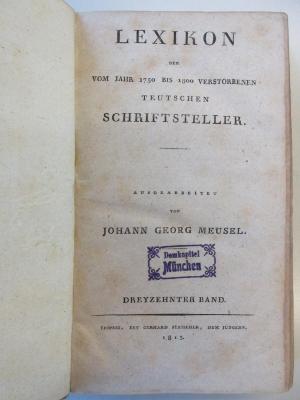 LEXIKON
DER
VOM JAHR 1750 BIS 1800 VERSTORBENEN
TEUTSCHEN
SCHRIFTSTELLER.
AUSGEARBEITET
VON
JOHANN GEORG MEUSEL.
Domkapitel
München
DREYZEHNTER BAND.
LEIPZIG, BEY GERHARD FLEISCHER, DEM JÜNGERN,
1813.